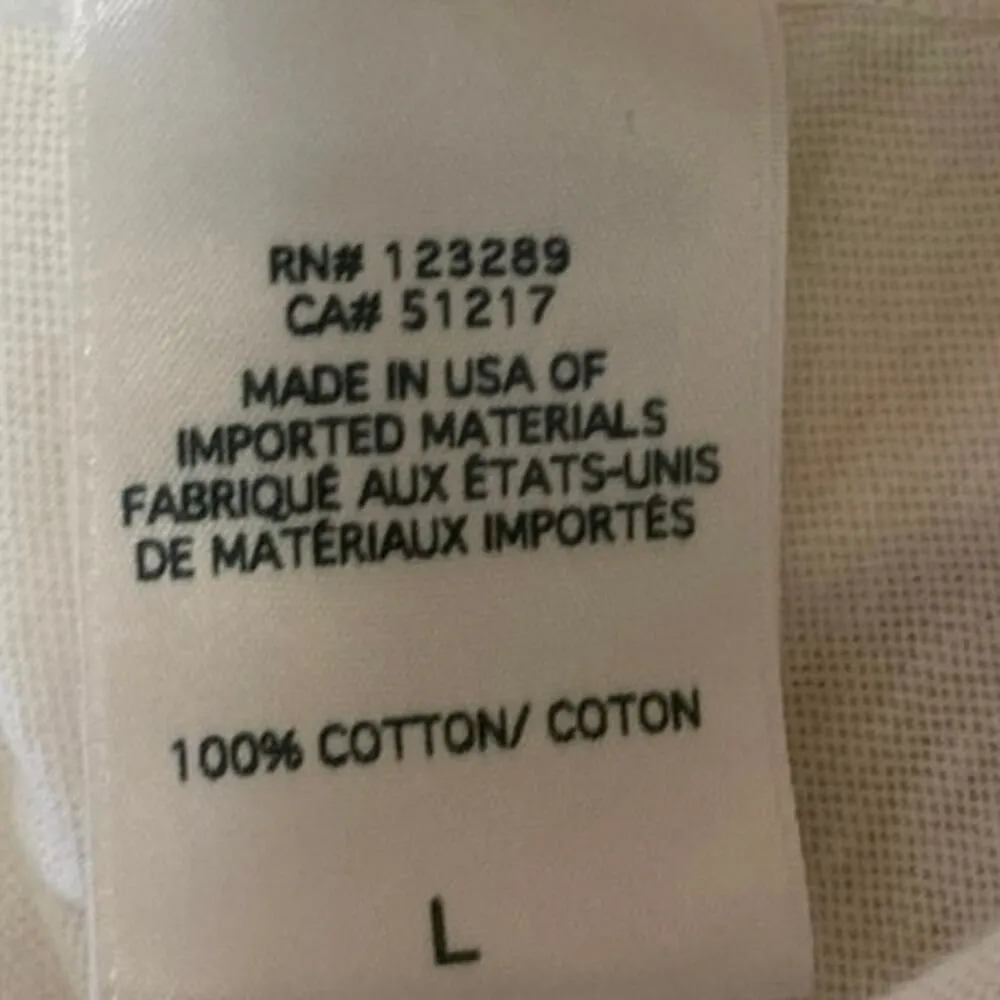 RN# 123289
CA# 51217
MADE IN USA OF
IMPORTED MATERIALS
FABRIQUÉ AUX ÉTATS-UNIS
DE MATÉRIAUX IMPORTÉS
100% COTTON/ COTON
L